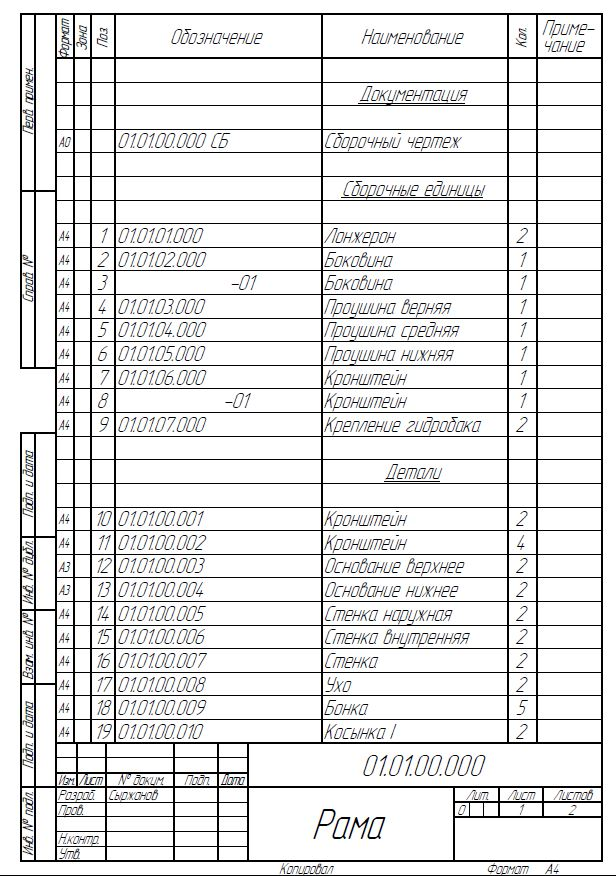 Перв. примен.
Справ. №
Подп. и дата
Инв. № дубл.
Взам. инв. №
Подп. и дата
Инв. № подл.
Формат Зона Поз. Обозначение Наименование Кол. Приме-
чание
Документация
А0 01.01.00.000 СБ Сборочный чертеж
Сборочные единицы
А4 1 01.01.01.000 Лонжерон 2
А4 2 01.01.02.000 Боковина 1
А4 3 -01 Боковина 1
А4 4 01.01.03.000 Проушина верняя 1
А4 5 01.01.04.000 Проушина средняя 1
А4 6 01.01.05.000 Проушина нижняя 1
А4 7 01.01.06.000 Кронштейн 1
А4 8 -01 Кронштейн 1
А4 9 01.01.07.000 Крепление гидробака 2
Детали
А4 10 01.01.00.001 Кронштейн 2
А4 11 01.01.00.002 Кронштейн 4
А3 12 01.01.00.003 Основание верхнее 2
А3 13 01.01.00.004 Основание нижнее 2
А4 14 01.01.00.005 Стенка наружная 2
А4 15 01.01.00.006 Стенка внутренняя 2
А4 16 01.01.00.007 Стенка 2
А4 17 01.01.00.008 Ухо 2
А4 18 01.01.00.009 Бонка 5
А4 19 01.01.00.010 Косынка I 2
01.01.00.000
Изм. Лист № докум. Подп. Дата
Разраб. Сыржанов
Пров.
Н.контр.
Утв.
Рама
Лит. Лист Листов
О 1 2
Копировал Формат А4